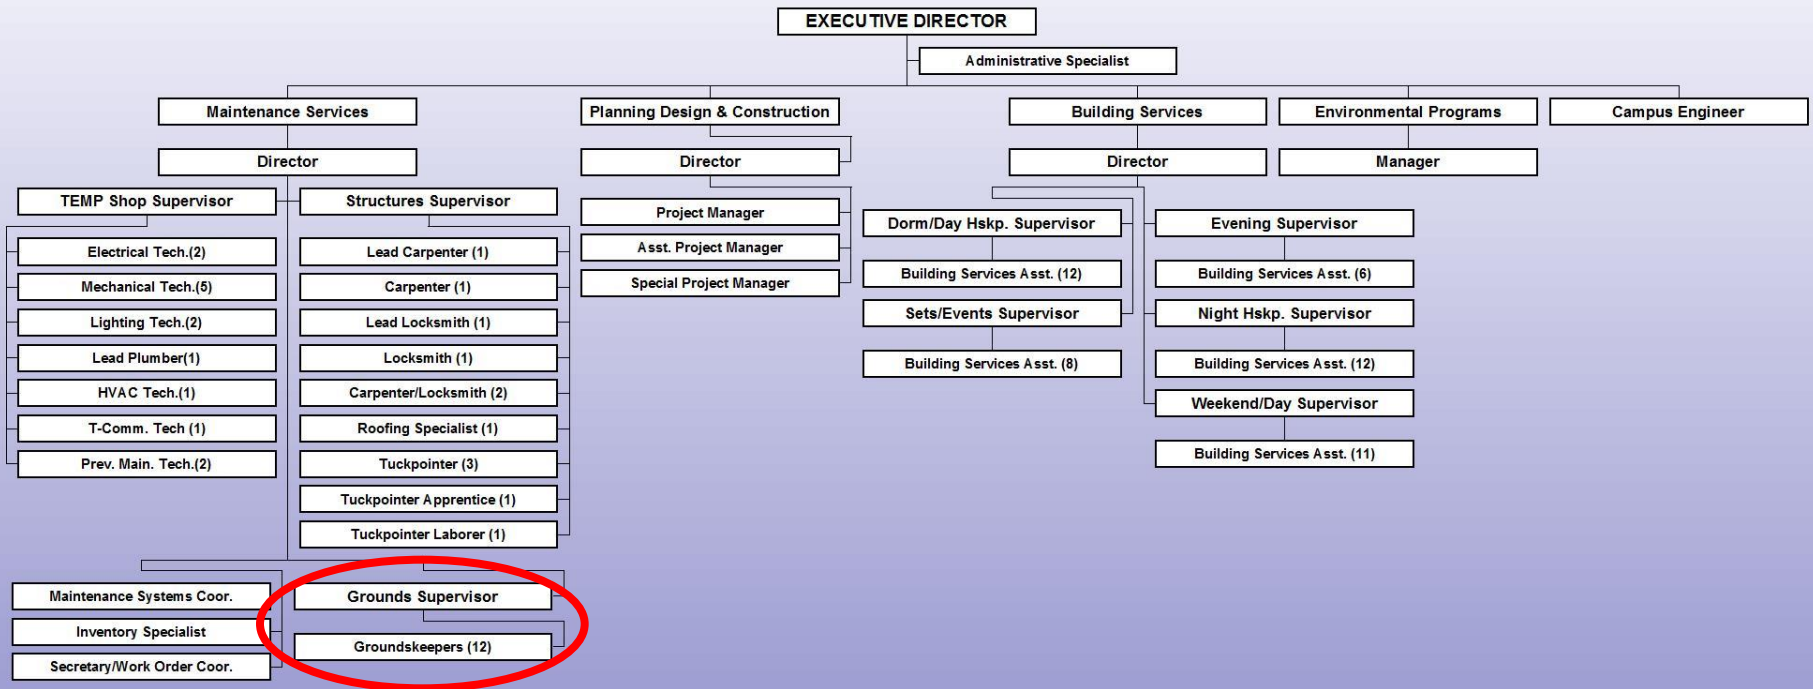 EXECUTIVE DIRECTOR
Administrative Specialist
Maintenance Services
Planning Design & Construction
Building Services
Environmental Programs
Campus Engineer
Director
Director
Director
Manager
TEMP Shop Supervisor
Structures Supervisor
Electrical Tech.(2)
Mechanical Tech.(5)
Lighting Tech.(2)
Lead Plumber(1)
HVAC Tech.(1)
T-Comm. Tech (1)
Prev. Main. Tech.(2)
Lead Carpenter (1)
Carpenter (1)
Lead Locksmith (1)
Locksmith (1)
Carpenter/Locksmith (2)
Roofing Specialist (1)
Tuckpointer (3)
Tuckpointer Apprentice (1)
Tuckpointer Laborer (1)
Project Manager
Asst. Project Manager
Special Project Manager
Dorm/Day Hskp. Supervisor
Building Services Asst. (12)
Sets/Events Supervisor
Building Services Asst. (8)
Evening Supervisor
Building Services Asst. (6)
Night Hskp. Supervisor
Building Services Asst. (12)
Weekend/Day Supervisor
Building Services Asst. (11)
Maintenance Systems Coor.
Inventory Specialist
Secretary/Work Order Coor.
Grounds Supervisor
Groundskeepers (12)